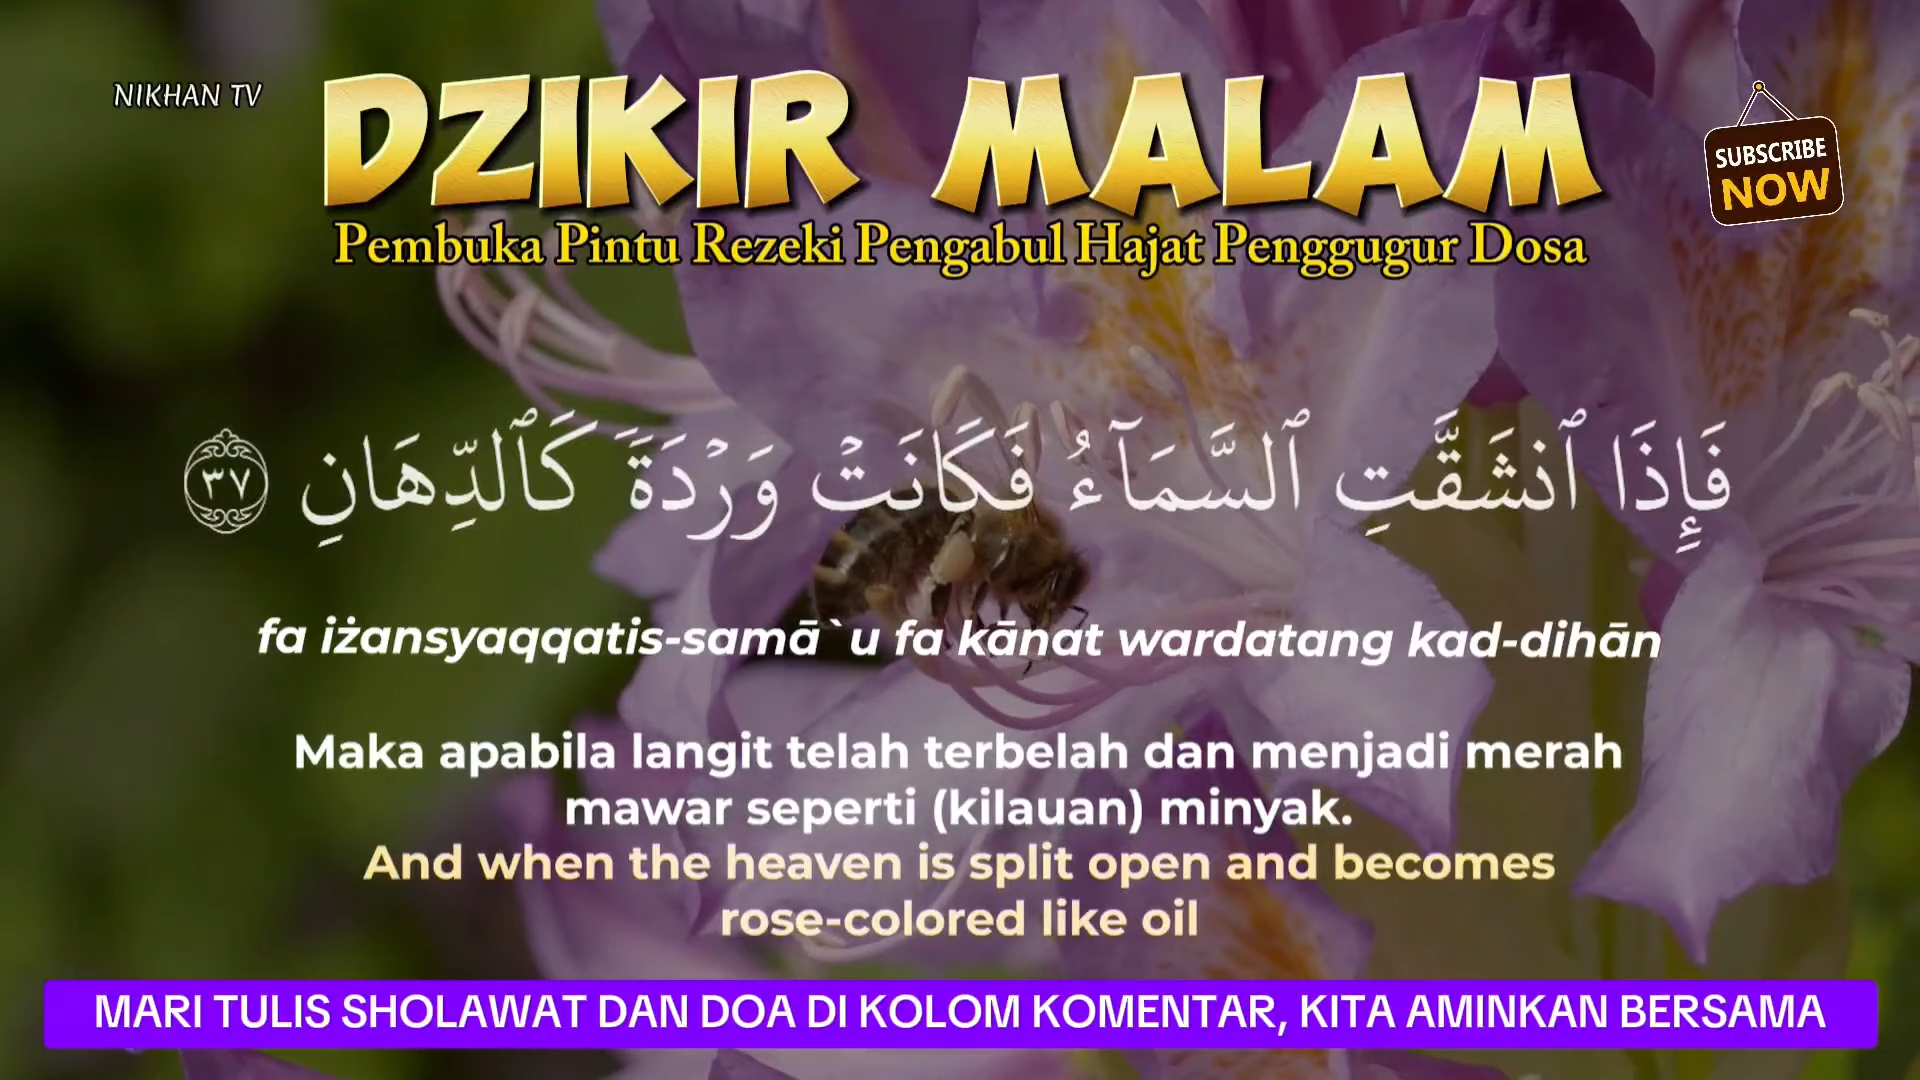 NIKHAN TV
DZIKIR MALAM
SUBSCRIBE
NOW
Pembuka Pintu Rezeki Pengabul Hajat Penggugur Dosa
فَإِذَا ٱنشَقَّتِ ٱلسَّمَآءُ فَكَانَتْ وَرْدَةً كَٱلدِّهَانِ ٣٧
fa iżansyaqqatis-samā`u fa kānat wardatang kad-dihān
Maka apabila langit telah terbelah dan menjadi merah
mawar seperti (kilauan) minyak.
And when the heaven is split open and becomes
rose-colored like oil
MARI TULIS SHOLAWAT DAN DOA DI KOLOM KOMENTAR, KITA AMINKAN BERSAMA